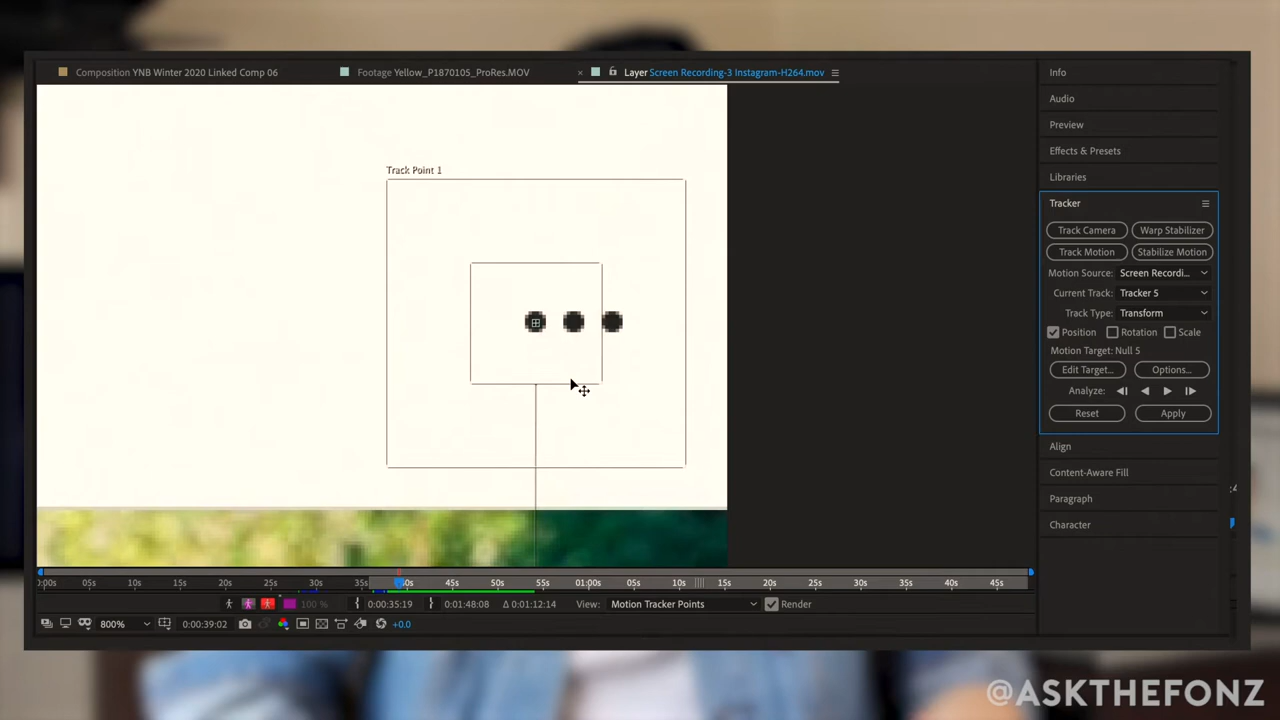 Composition YNB Winter 2020 Linked Comp 06
Footage Yellow_P1870105_ProRes.MOV
× Layer Screen Recording-3 Instagram-H264.mov
Info
Audio
Preview
Effects & Presets
Libraries
Track Point 1
Tracker
Track Camera Warp Stabilizer
Track Motion Stabilize Motion
Motion Source: Screen Recordi...
Current Track: Tracker 5
Track Type: Transform
Position Rotation Scale
Motion Target: Null 5
Edit Target... Options...
Analyze:
Reset Apply
Align
Content-Aware Fill
Paragraph
Character
0:00s 05s 10s 15s 20s 25s 30s 35s 40s 45s 50s 55s 01:00s 05s 10s 15s 20s 25s 30s 35s 40s 45s
100 % 0:00:35:19 0:01:48:08 Δ 0:01:12:14 View: Motion Tracker Points Render
800% 0:00:39:02 +0.0
@ASKTHEFONZ